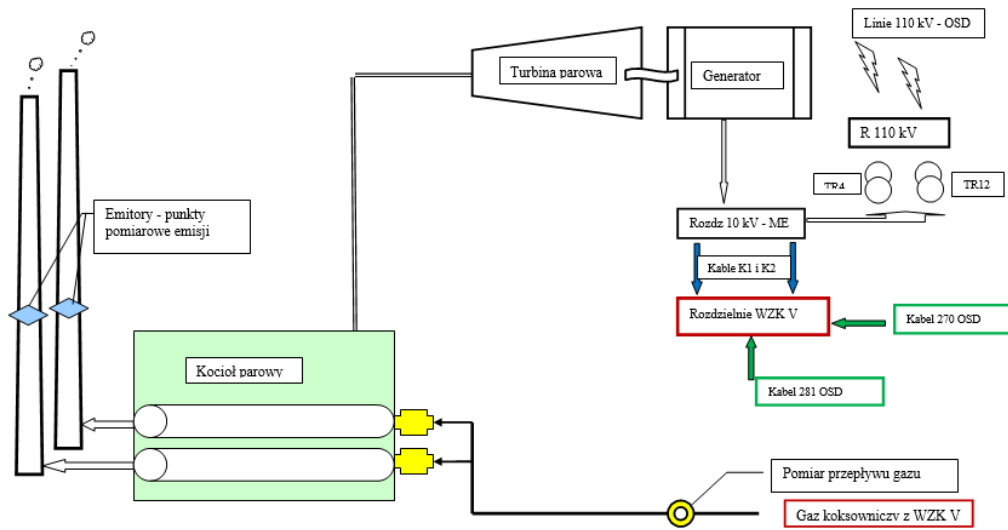 Linie 110 kV - OSD
Turbina parowa
Generator
R 110 kV
TR4
TR12
Emitory - punkty
pomiarowe emisji
Rozdz 10 kV - ME
Kable K1 i K2
Rozdzielnie WZK V
Kabel 270 OSD
Kocioł parowy
Kabel 281 OSD
Pomiar przepływu gazu
Gaz koksowniczy z WZK V